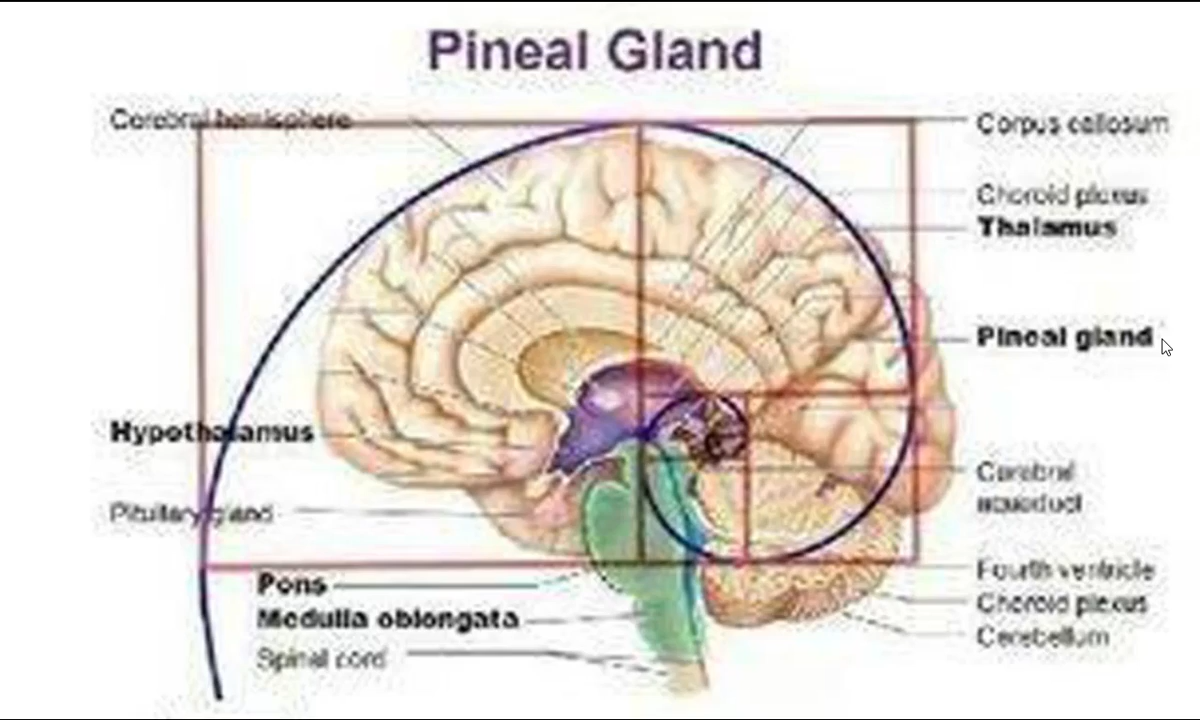 Pineal Gland
Cerebral hemisphere
Corpus callosum
Choroid plexus
Thalamus
Pineal gland
Hypothalamus
Cerebral
aqueduct
Pituitary gland
Fourth ventricle
Pons
Choroid plexus
Medulla oblongata
Cerebellum
Spinal cord